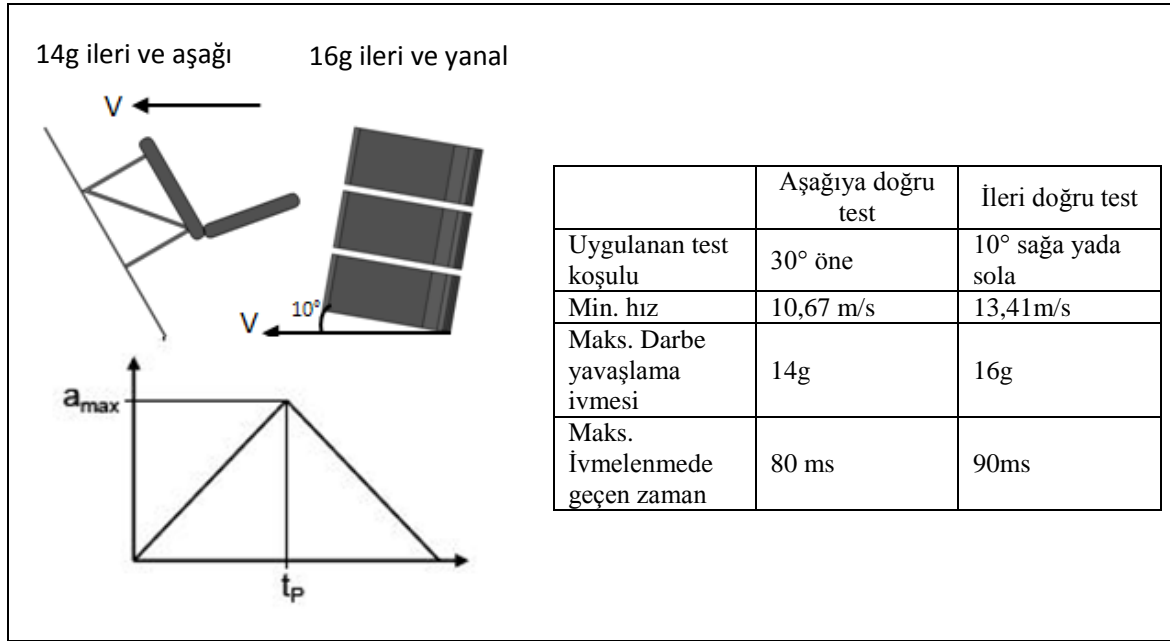 14g ileri ve aşağı
16g ileri ve yanal
V
10°
V
a_max
t_P
Aşağıya doğru
test
İleri doğru test
Uygulanan test
koşulu
30° öne
10° sağa yada
sola
Min. hız
10,67 m/s
13,41m/s
Maks. Darbe
yavaşlama
ivmesi
14g
16g
Maks.
İvmelenmede
geçen zaman
80 ms
90ms